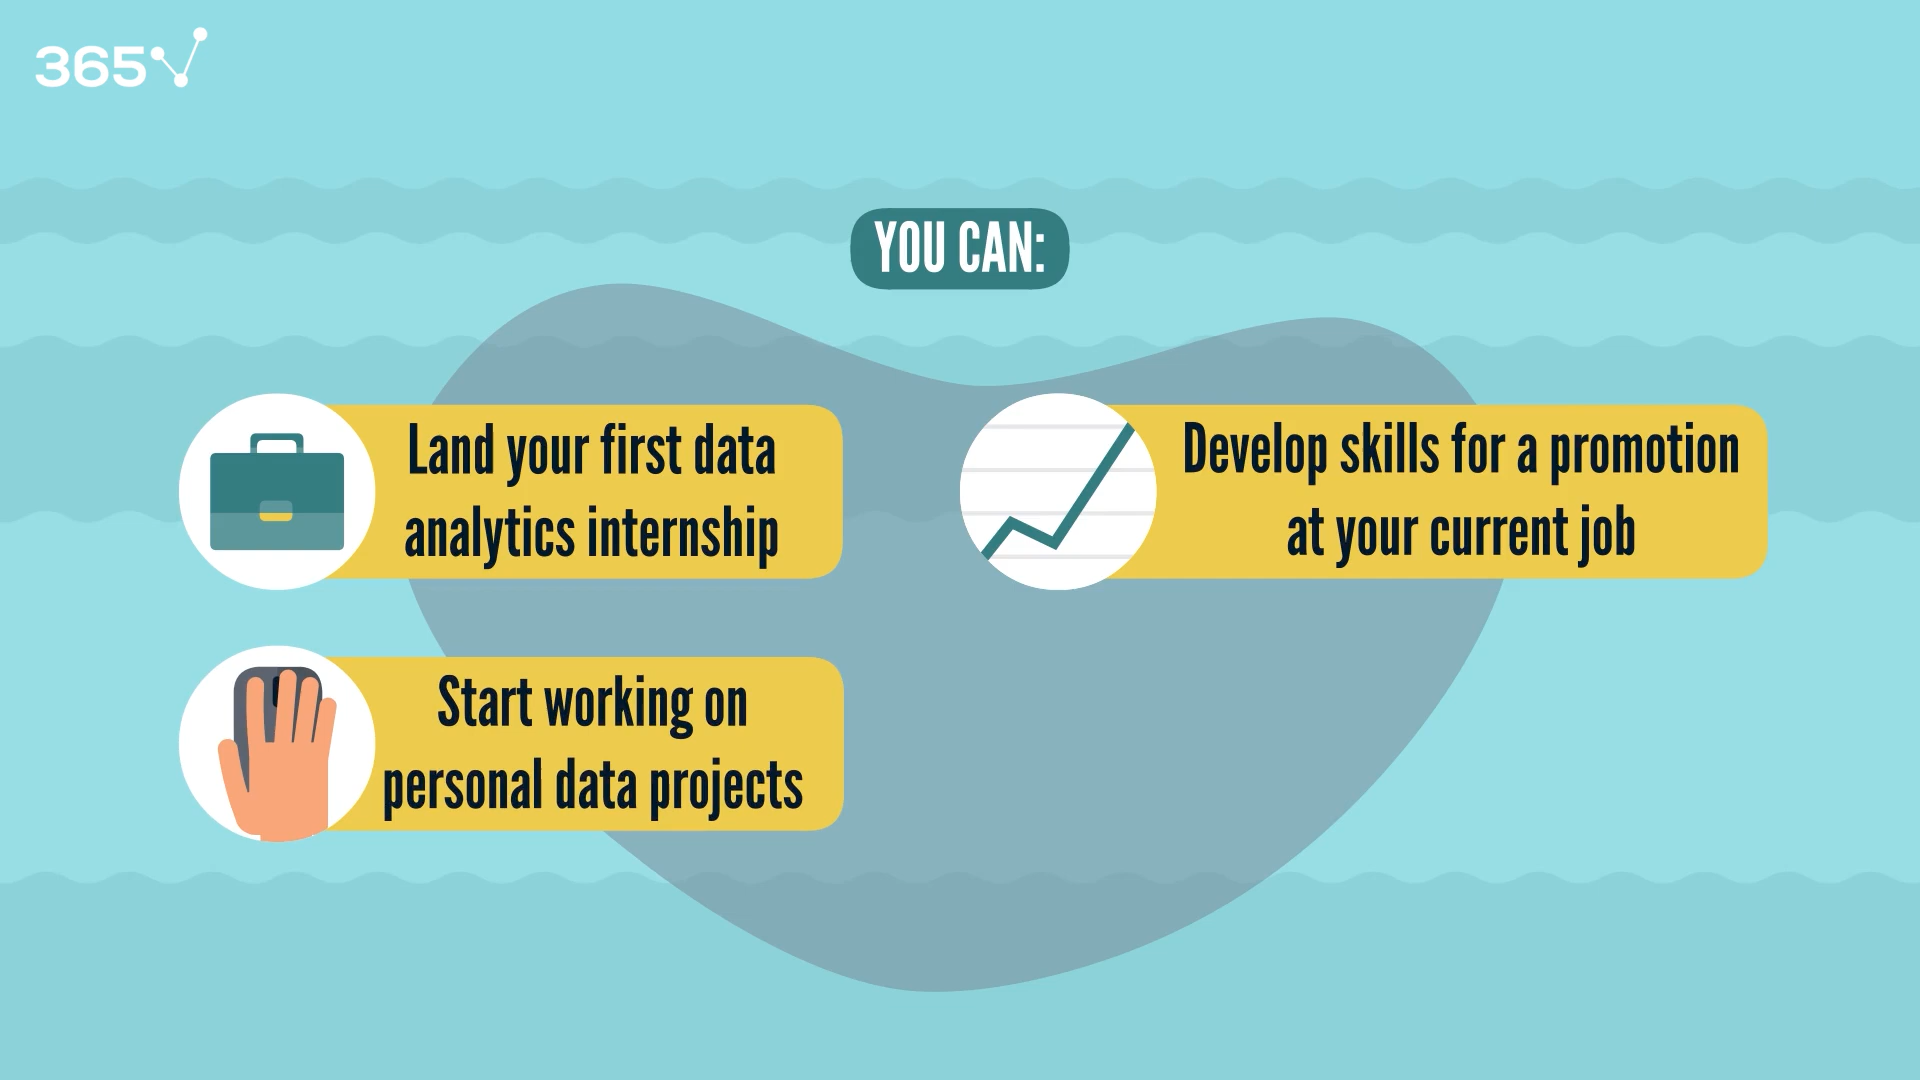 365
YOU CAN:
Land your first data
analytics internship
Develop skills for a promotion
at your current job
Start working on
personal data projects